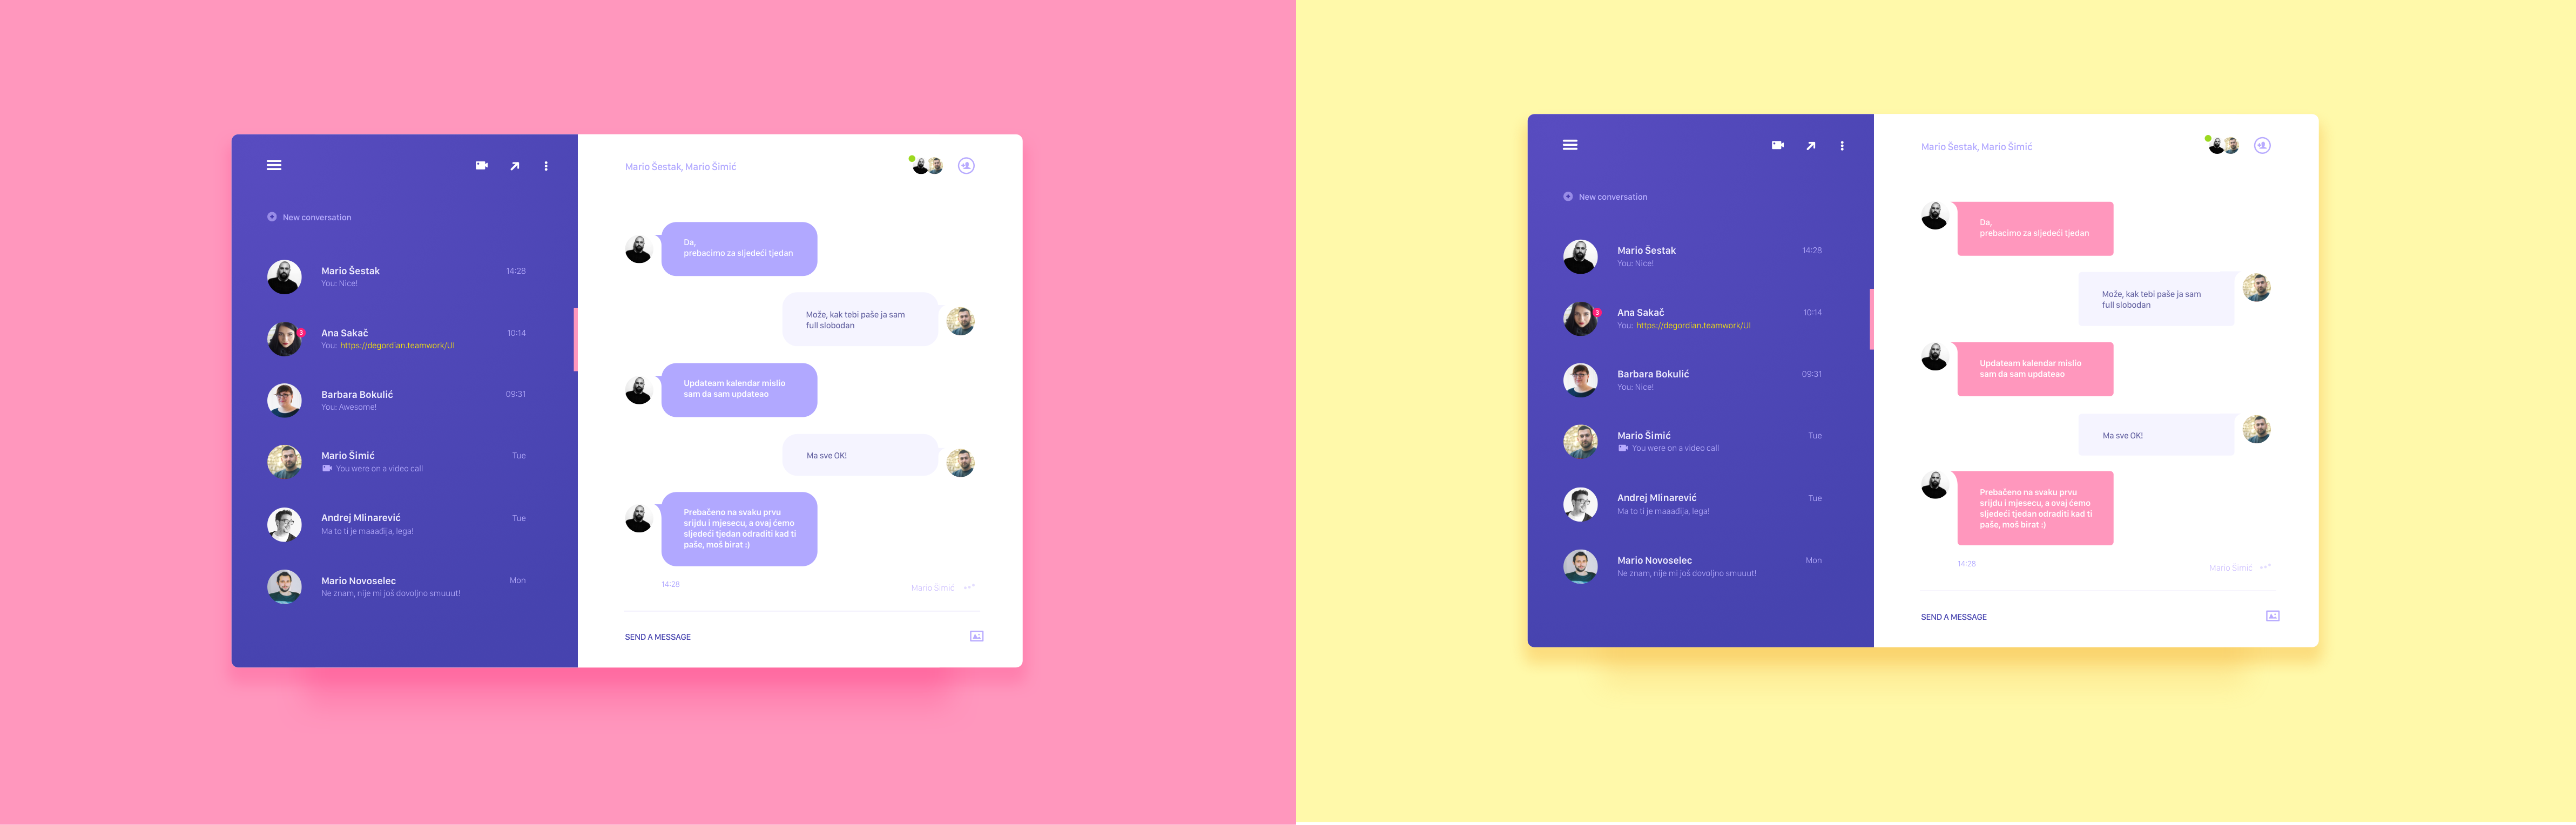 New conversation
Mario Šestak
14:28
You: Nice!
3
Ana Sakač
10:14
You: https://degordian.teamwork/UI
Barbara Bokulić
09:31
You: Awesome!
Mario Šimić
Tue
You were on a video call
Andrej Mlinarević
Tue
Ma to ti je maaađija, lega!
Mario Novoselec
Mon
Ne znam, nije mi još dovoljno smuuut!
Mario Šestak, Mario Šimić
Da,
prebacimo za sljedeći tjedan
Može, kak tebi paše ja sam
full slobodan
Updateam kalendar mislio
sam da sam updateao
Ma sve OK!
Prebačeno na svaku prvu
srijdu i mjesecu, a ovaj ćemo
sljedeći tjedan odraditi kad ti
paše, moš birat :)
14:28
Mario Šimić
SEND A MESSAGE
New conversation
Mario Šestak
14:28
You: Nice!
3
Ana Sakač
10:14
You: https://degordian.teamwork/UI
Barbara Bokulić
09:31
You: Nice!
Mario Šimić
Tue
You were on a video call
Andrej Mlinarević
Tue
Ma to ti je maaađija, lega!
Mario Novoselec
Mon
Ne znam, nije mi još dovoljno smuuut!
Mario Šestak, Mario Šimić
Da,
prebacimo za sljedeći tjedan
Može, kak tebi paše ja sam
full slobodan
Updateam kalendar mislio
sam da sam updateao
Ma sve OK!
Prebačeno na svaku prvu
srijdu i mjesecu, a ovaj ćemo
sljedeći tjedan odraditi kad ti
paše, moš birat :)
14:28
Mario Šimić
SEND A MESSAGE